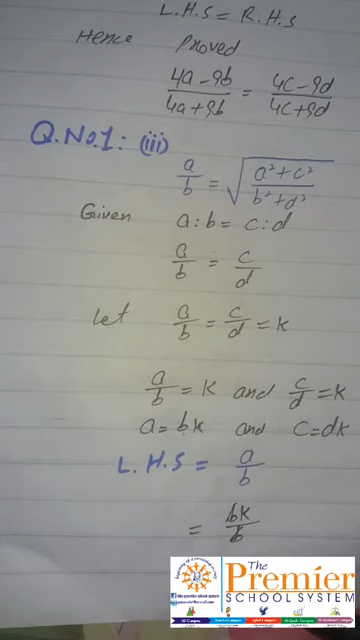 L.H.S = R.H.S
Hence Proved
4a-9b/4a+9b = 4c-9d/4c+9d
Q.No.1: (iii)
a/b = √(a²+c²/b²+d²)
Given a:b = c:d
a/b = c/d
Let a/b = c/d = k
a/b = k and c/d = k
a = bk and c = dk
L.H.S = a/b
= bk/b
The
Premier
SCHOOL SYSTEM